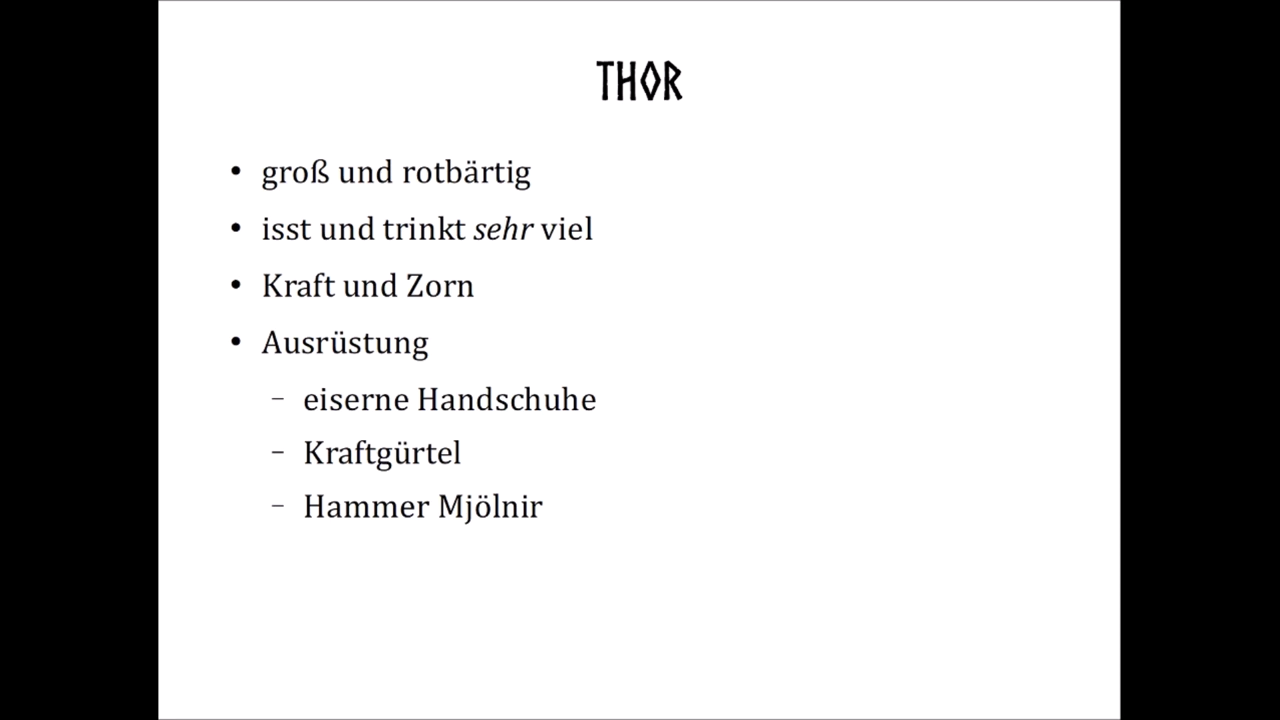 THOR
• groß und rotbärtig
• isst und trinkt sehr viel
• Kraft und Zorn
• Ausrüstung
– eiserne Handschuhe
– Kraftgürtel
– Hammer Mjölnir